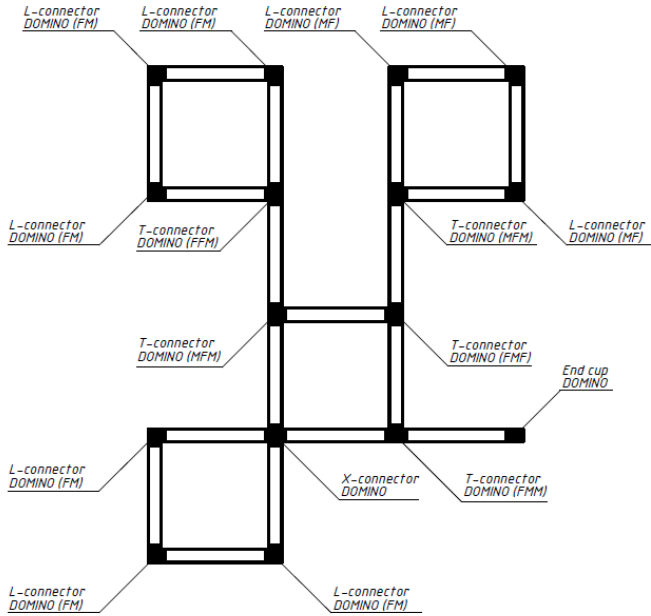 L-connector
DOMINO (FM)
L-connector
DOMINO (FM)
L-connector
DOMINO (MF)
L-connector
DOMINO (MF)
L-connector
DOMINO (FM)
T-connector
DOMINO (FFM)
T-connector
DOMINO (MFM)
L-connector
DOMINO (MF)
T-connector
DOMINO (MFM)
T-connector
DOMINO (FMF)
End cup
DOMINO
L-connector
DOMINO (FM)
X-connector
DOMINO
T-connector
DOMINO (FMM)
L-connector
DOMINO (FM)
L-connector
DOMINO (FM)